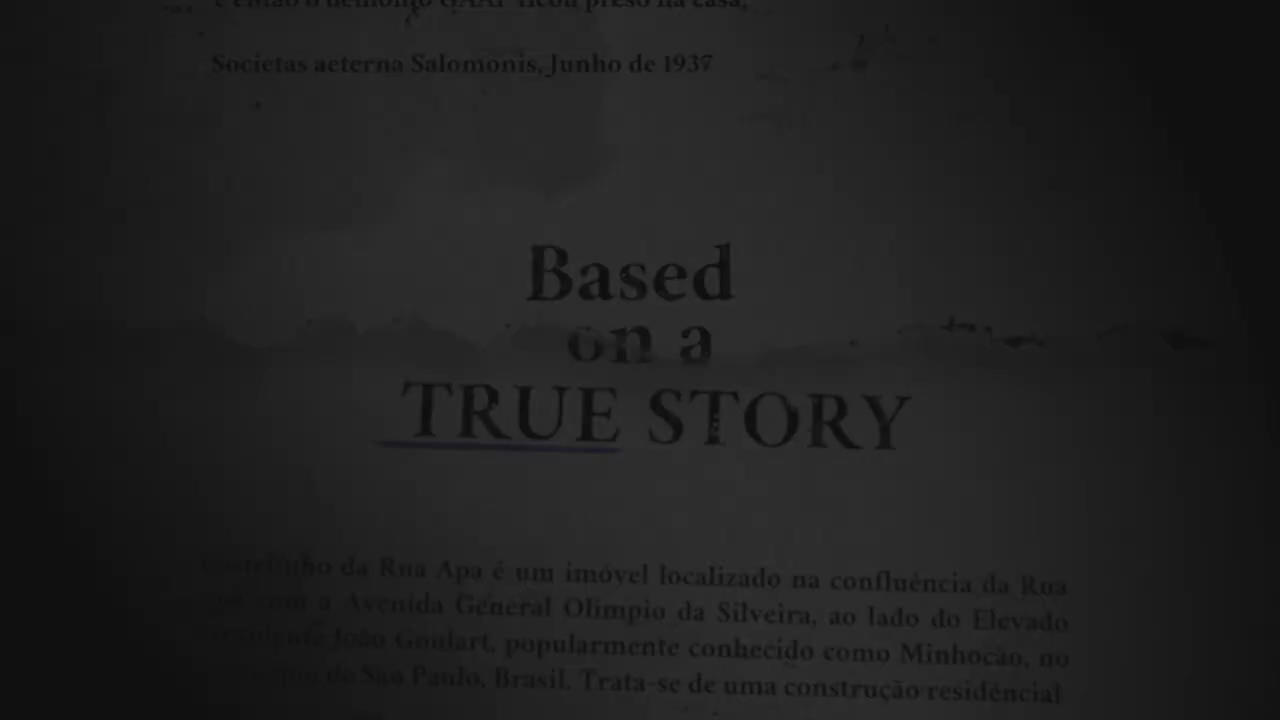 e então o demônio GAAP ficou preso na casa,
Societas aeterna Salomonis, Junho de 1937
Based
on a
TRUE STORY
da Rua Apa é um imóvel localizado na confluência da Rua
com a Avenida General Olímpio da Silveira, ao lado do Elevado
João Goulart, popularmente conhecido como Minhocão, no
de São Paulo, Brasil. Trata-se de uma construção residencial